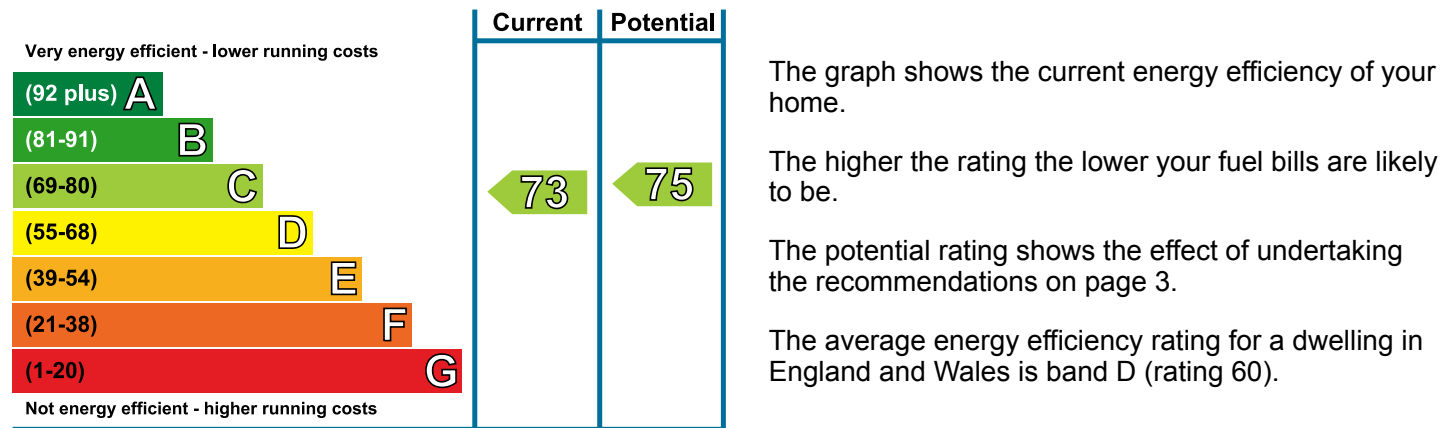 Current Potential
Very energy efficient - lower running costs
(92 plus) A
(81-91) B
(69-80) C
(55-68) D
(39-54) E
(21-38) F
(1-20) G
Not energy efficient - higher running costs
73 75
The graph shows the current energy efficiency of your
home.
The higher the rating the lower your fuel bills are likely
to be.
The potential rating shows the effect of undertaking
the recommendations on page 3.
The average energy efficiency rating for a dwelling in
England and Wales is band D (rating 60).